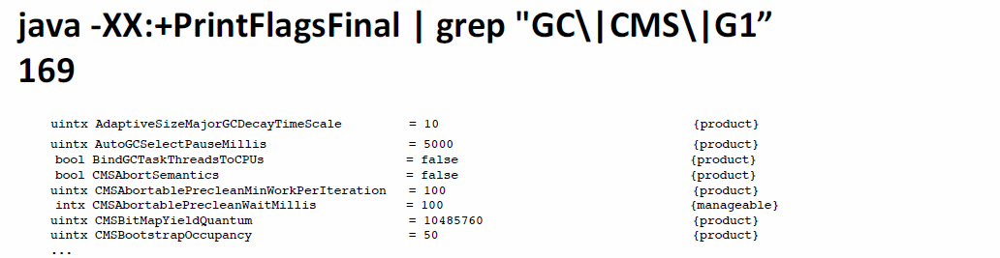 java -XX:+PrintFlagsFinal | grep "GC\|CMS\|G1”
169
uintx AdaptiveSizeMajorGCDecayTimeScale = 10 {product}
uintx AutoGCSelectPauseMillis = 5000 {product}
bool BindGCTaskThreadsToCPUs = false {product}
bool CMSAbortSemantics = false {product}
uintx CMSAbortablePrecleanMinWorkPerIteration = 100 {product}
intx CMSAbortablePrecleanWaitMillis = 100 {manageable}
uintx CMSBitMapYieldQuantum = 10485760 {product}
uintx CMSBootstrapOccupancy = 50 {product}
...